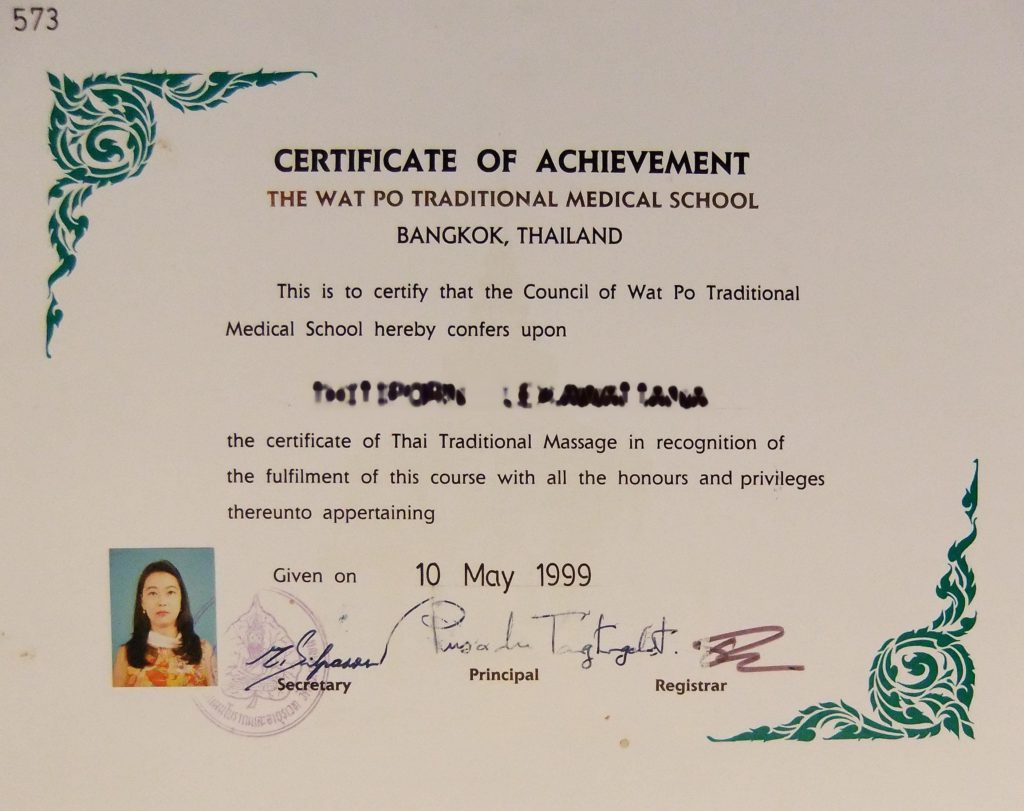 573
CERTIFICATE OF ACHIEVEMENT
THE WAT PO TRADITIONAL MEDICAL SCHOOL
BANGKOK, THAILAND
This is to certify that the Council of Wat Po Traditional
Medical School hereby confers upon
the certificate of Thai Traditional Massage in recognition of
the fulfilment of this course with all the honours and privileges
thereunto appertaining
Given on 10 May 1999
Secretary
Principal
Registrar